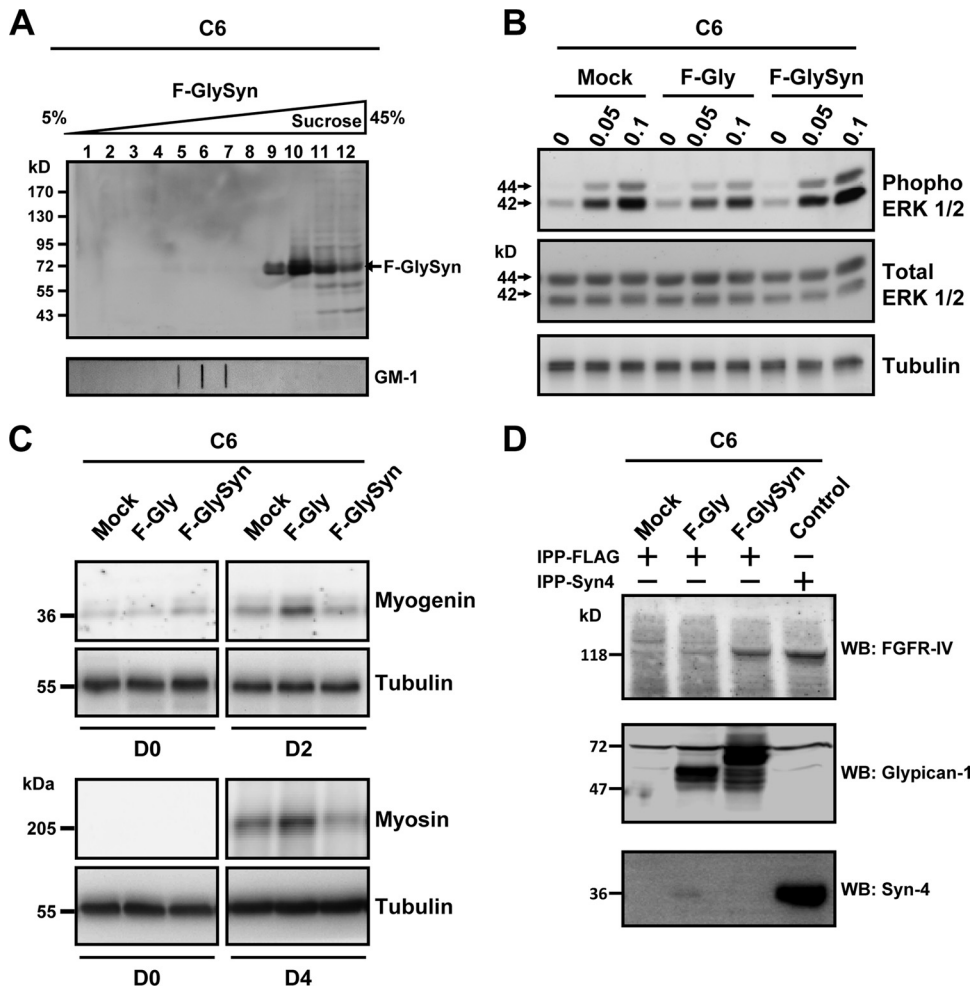 A
C6
F-GlySyn
5% Sucrose 45%
1 2 3 4 5 6 7 8 9 10 11 12
kD
170
130
95
72
55
43
F-GlySyn
GM-1
B
C6
Mock F-Gly F-GlySyn
0 0.05 0.1 0 0.05 0.1 0 0.05 0.1
44
42
Phopho
ERK 1/2
kD
44
42
Total
ERK 1/2
Tubulin
C
C6
Mock F-Gly F-GlySyn Mock F-Gly F-GlySyn
36 Myogenin
55 Tubulin
D0 D2
kDa
205 Myosin
55 Tubulin
D0 D4
D
C6
Mock F-Gly F-GlySyn Control
IPP-FLAG + + + −
IPP-Syn4 − − − +
kD
118 WB: FGFR-IV
72
47
WB: Glypican-1
36 WB: Syn-4